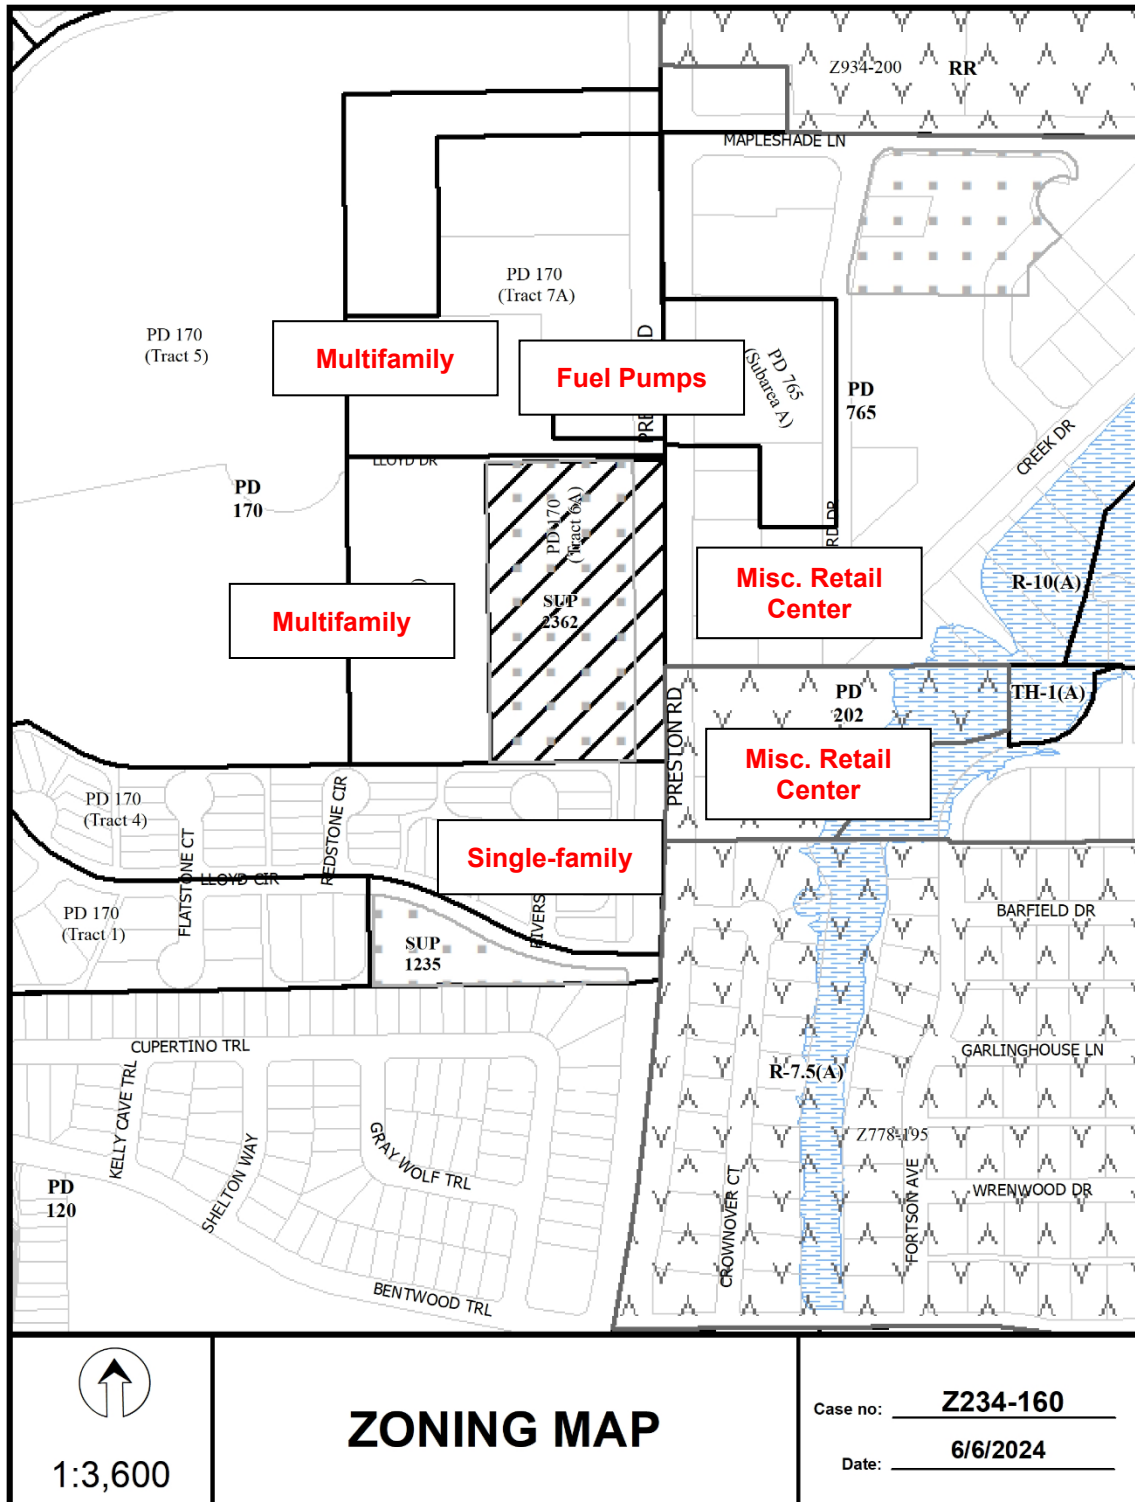 Z934-200 RR
MAPLESHADE LN
PD 170
(Tract 7A)
PD 170
(Tract 5)
Multifamily
Fuel Pumps
PD 765
(Subarea A)
PD
765
CREEK DR
LLOYD DR
PD
170
PD 170
(Tract 6A)
SUP
2362
Multifamily
Misc. Retail
Center
R-10(A)
TH-1(A)
PD
202
PRESTON RD
Misc. Retail
Center
PD 170
(Tract 4)
FLATSTONE CT
REDSTONE CIR
LLOYD CIR
Single-family
PD 170
(Tract 1)
SUP
1235
BARFIELD DR
CUPERTINO TRL
GARLINGHOUSE LN
KELLY CAVE TRL
R-7.5(A)
Z778-195
SHELTON WAY
GRAY WOLF TRL
PD
120
CROWNOVER CT
FORTSON AVE
WRENWOOD DR
BENTWOOD TRL
1:3,600
ZONING MAP
Case no: Z234-160
Date: 6/6/2024